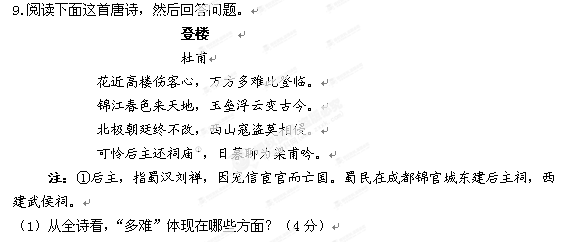 9.阅读下面这首唐诗，然后回答问题。
登楼
杜甫
花近高楼伤客心，万方多难此登临。
锦江春色来天地，玉垒浮云变古今。
北极朝廷终不改，西山寇盗莫相侵。
可怜后主还祠庙，日暮聊为梁甫吟。
注：①后主，指蜀汉刘禅，因宠信宦官而亡国。蜀民在成都锦官城东建后主祠，西
建武侯祠。
（1）从全诗看，“多难”体现在哪些方面？（4分）